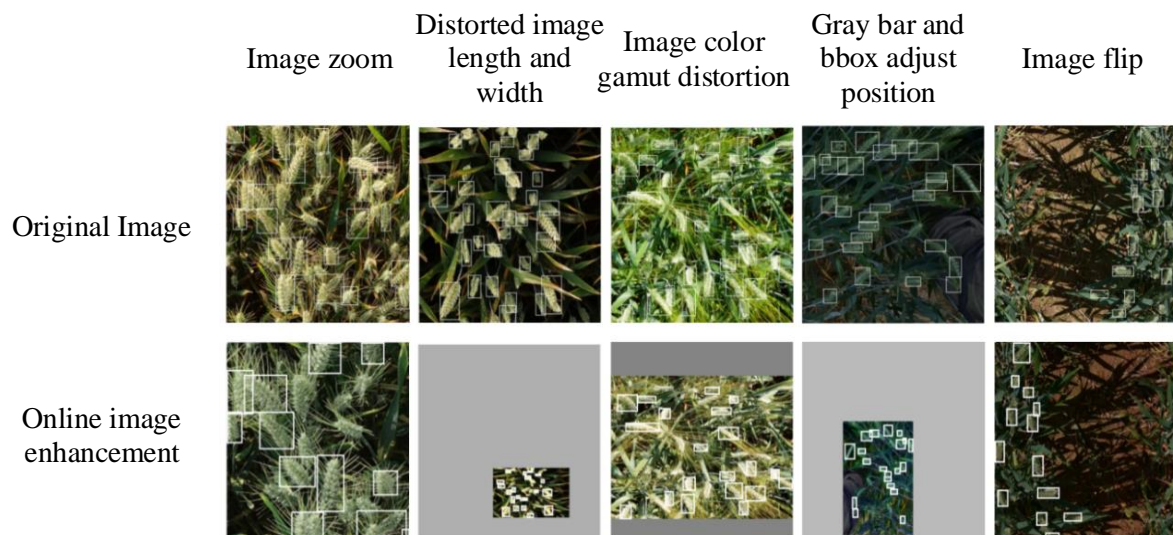 Image zoom
Distorted image
length and
width
Image color
gamut distortion
Gray bar and
bbox adjust
position
Image flip
Original Image
Online image
enhancement